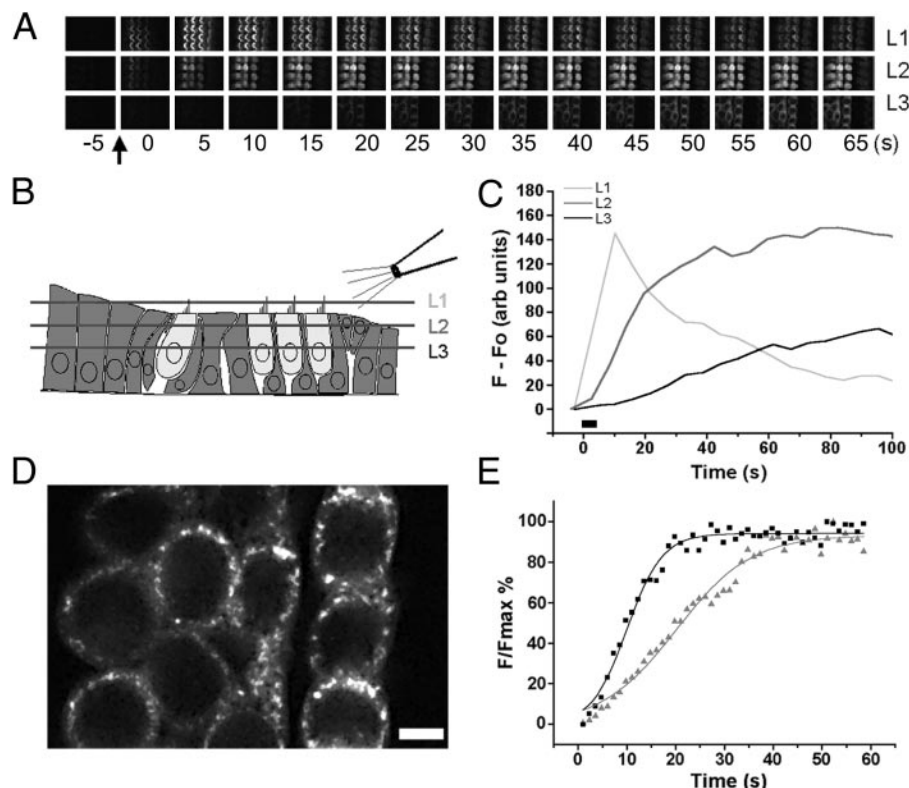 A
L1
L2
L3
-5 0 5 10 15 20 25 30 35 40 45 50 55 60 65 (s)
B
L1
L2
L3
C
L1
L2
L3
180
160
140
120
100
80
60
40
20
0
F - Fo (arb units)
0 20 40 60 80 100
Time (s)
D
E
100
80
60
40
20
0
F/Fmax %
0 10 20 30 40 50 60
Time (s)